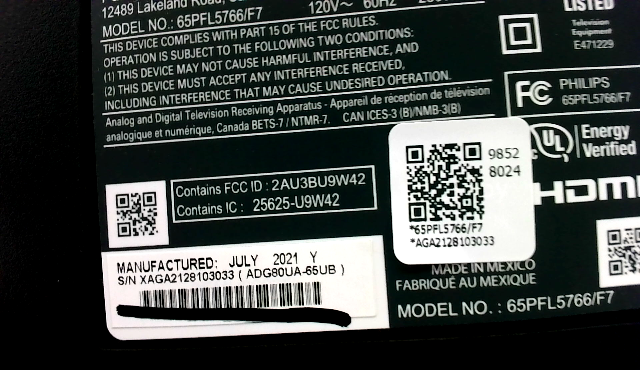 12489 Lakeland Road,
MODEL NO.: 65PFL5766/F7 120V~ 60Hz
THIS DEVICE COMPLIES WITH PART 15 OF THE FCC RULES.
OPERATION IS SUBJECT TO THE FOLLOWING TWO CONDITIONS:
(1) THIS DEVICE MAY NOT CAUSE HARMFUL INTERFERENCE, AND
(2) THIS DEVICE MUST ACCEPT ANY INTERFERENCE RECEIVED,
INCLUDING INTERFERENCE THAT MAY CAUSE UNDESIRED OPERATION.
Analog and Digital Television Receiving Apparatus - Appareil de réception de télévision
analogique et numérique, Canada BETS-7 / NTMR-7. CAN ICES-3 (B)/NMB-3(B)
LISTED
Television
Equipment
E471229
FC PHILIPS
65PFL5766/F7
UL Energy
Verified
HDMI
Contains FCC ID : 2AU3BU9W42
Contains IC : 25625-U9W42
9852
8024
*65PFL5766/F7
*AGA2128103033
MANUFACTURED: JULY 2021 Y
S/N XAGA2128103033 ( ADG80UA-65UB )
MADE IN MEXICO
FABRIQUÉ AU MEXIQUE
MODEL NO. : 65PFL5766/F7